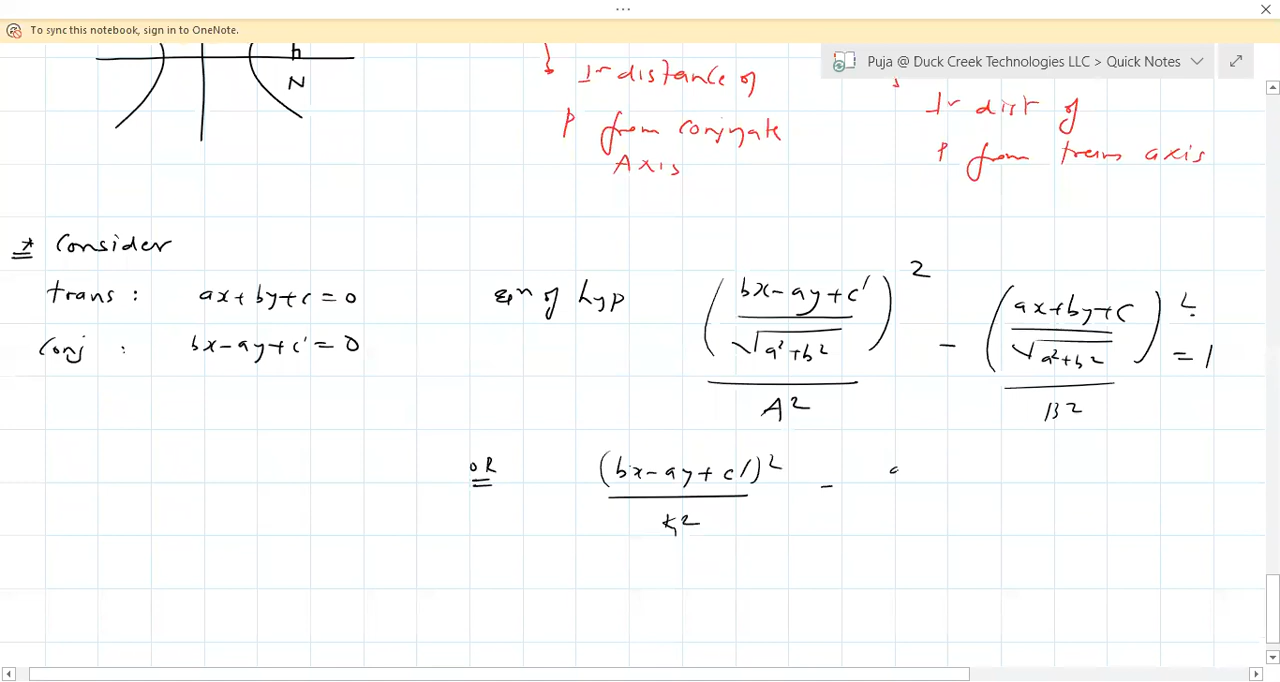 To sync this notebook, sign in to OneNote.
Puja @ Duck Creek Technologies LLC > Quick Notes
N
⊥r distance of
P from conjugate
Axis
⊥r dist of
P from trans axis
* Consider
trans : ax+by+c=0
Conj : bx-ay+c'=0
eqn of hyp ((bx-ay+c')/√(a²+b²))²/A² - ((ax+by+c)/√(a²+b²))²/B² = 1
OR (bx-ay+c')²/k² -